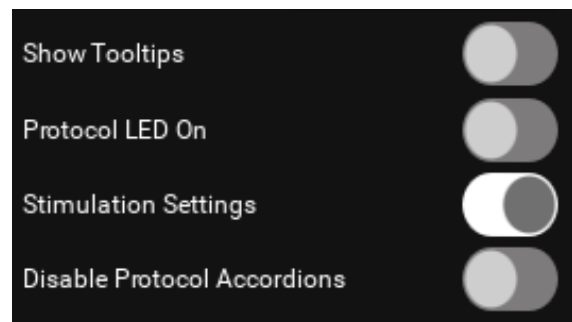 Show Tooltips
Protocol LED On
Stimulation Settings
Disable Protocol Accordions